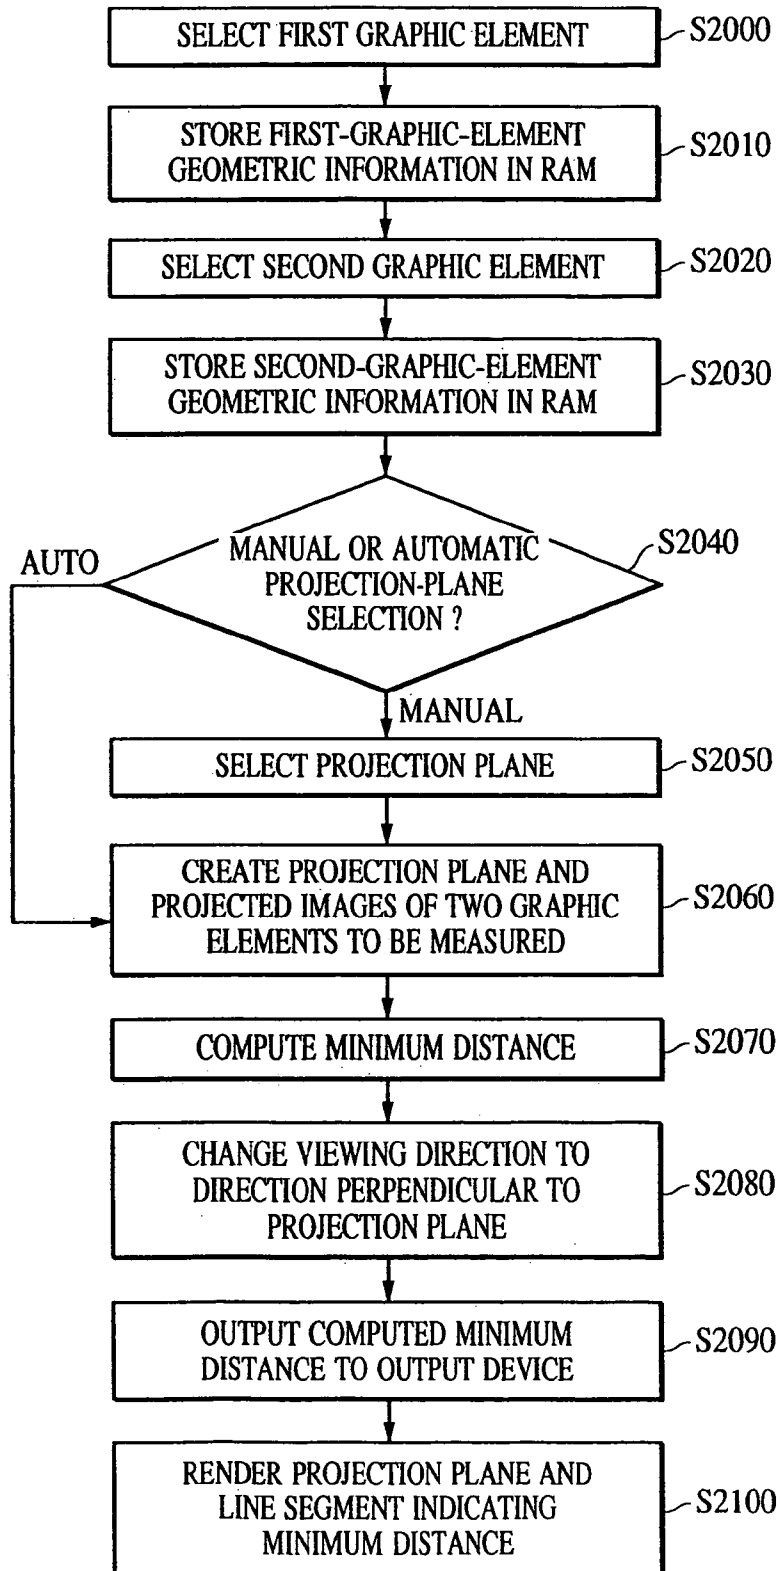 SELECT FIRST GRAPHIC ELEMENT
S2000
STORE FIRST-GRAPHIC-ELEMENT
GEOMETRIC INFORMATION IN RAM
S2010
SELECT SECOND GRAPHIC ELEMENT
S2020
STORE SECOND-GRAPHIC-ELEMENT
GEOMETRIC INFORMATION IN RAM
S2030
MANUAL OR AUTOMATIC
PROJECTION-PLANE
SELECTION ?
S2040
AUTO
MANUAL
SELECT PROJECTION PLANE
S2050
CREATE PROJECTION PLANE AND
PROJECTED IMAGES OF TWO GRAPHIC
ELEMENTS TO BE MEASURED
S2060
COMPUTE MINIMUM DISTANCE
S2070
CHANGE VIEWING DIRECTION TO
DIRECTION PERPENDICULAR TO
PROJECTION PLANE
S2080
OUTPUT COMPUTED MINIMUM
DISTANCE TO OUTPUT DEVICE
S2090
RENDER PROJECTION PLANE AND
LINE SEGMENT INDICATING
MINIMUM DISTANCE
S2100